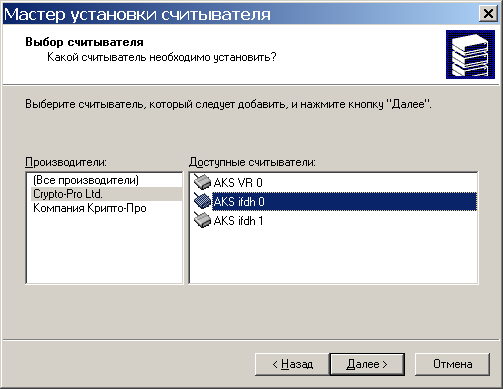 Мастер установки считывателя
Выбор считывателя
Какой считыватель необходимо установить?
Выберите считыватель, который следует добавить, и нажмите кнопку "Далее".
Производители:
Доступные считыватели:
(Все производители)
Crypto-Pro Ltd.
Компания Крипто-Про
AKS VR 0
AKS ifdh 0
AKS ifdh 1
< Назад
Далее >
Отмена